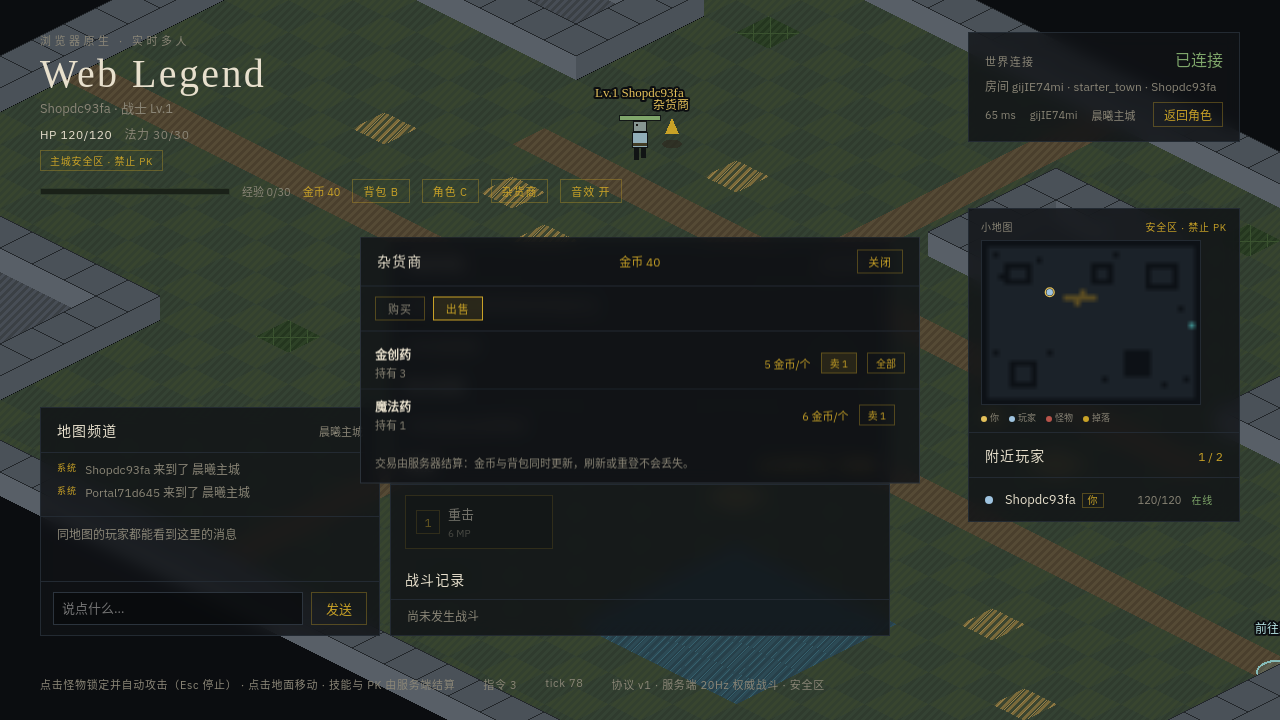 浏览器原生 · 实时多人
Web Legend
Shopdc93fa · 战士 Lv.1
HP 120/120 法力 30/30
主城安全区 · 禁止 PK
经验 0/30 金币 40 背包 B 角色 C 杂货商 音效 开
Lv.1 Shopdc93fa
杂货商
世界连接 已连接
房间 gijIE74mi · starter_town · Shopdc93fa
65 ms gijIE74mi 晨曦主城 返回角色
小地图 安全区 · 禁止 PK
你 玩家 怪物 掉落
附近玩家 1 / 2
Shopdc93fa 你 120/120 在线
杂货商 金币 40 关闭
购买 出售
金创药
持有 3
5 金币/个 卖 1 全部
魔法药
持有 1
6 金币/个 卖 1
交易由服务器结算：金币与背包同时更新，刷新或重登不会丢失。
地图频道 晨曦主城
系统 Shopdc93fa 来到了 晨曦主城
系统 Portal71d645 来到了 晨曦主城
同地图的玩家都能看到这里的消息
说点什么... 发送
1 重击
6 MP
战斗记录
尚未发生战斗
前往
点击怪物锁定并自动攻击（Esc 停止） · 点击地面移动 · 技能与 PK 由服务端结算 指令 3 tick 78 协议 v1 · 服务端 20Hz 权威战斗 · 安全区